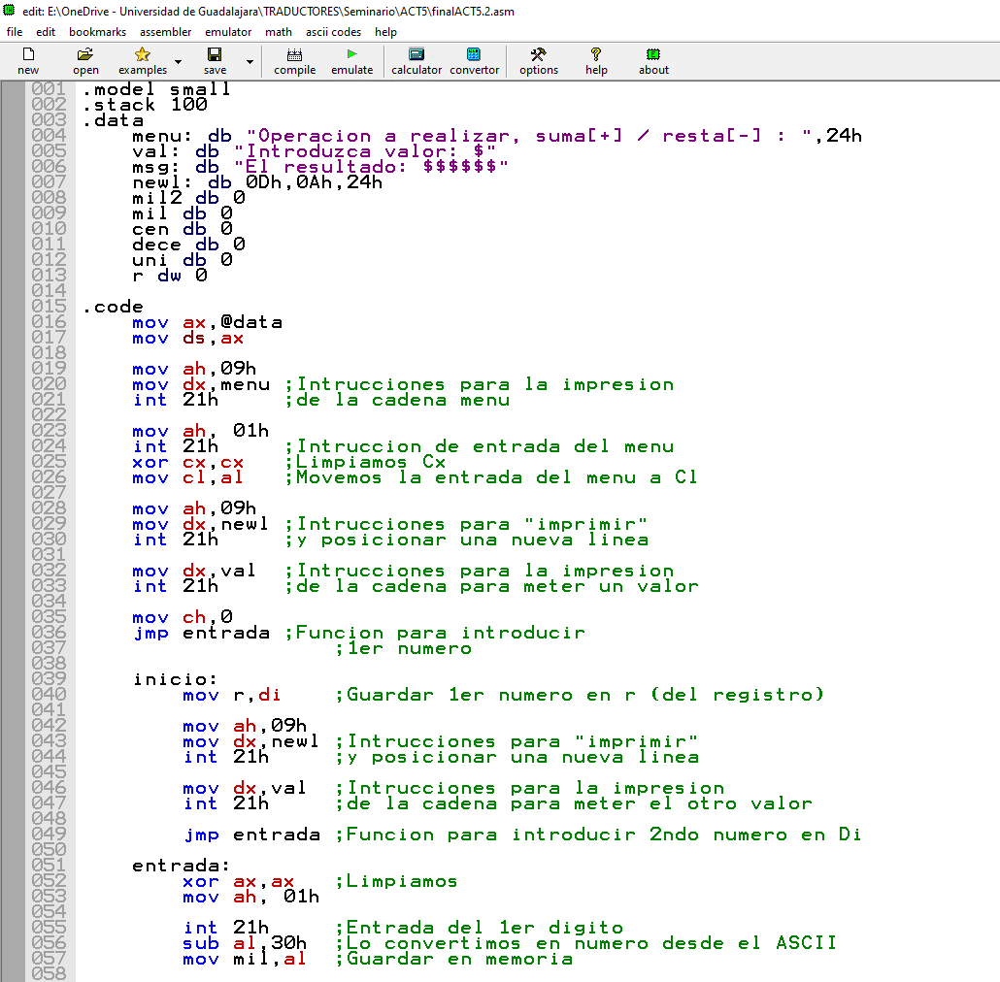 edit: E:\OneDrive - Universidad de Guadalajara\TRADUCTORES\Seminario\ACT5\finalACT5.2.asm
file edit bookmarks assembler emulator math ascii codes help
new open examples save compile emulate calculator convertor options help about
001 .model small
002 .stack 100
003 .data
004 menu: db "Operacion a realizar, suma[+] / resta[-] : ",24h
005 val: db "Introduzca valor: $"
006 msg: db "El resultado: $$$$$$"
007 newl: db 0Dh,0Ah,24h
008 mil2 db 0
009 mil db 0
010 cen db 0
011 dece db 0
012 uni db 0
013 r dw 0
014
015 .code
016 mov ax,@data
017 mov ds,ax
018
019 mov ah,09h
020 mov dx,menu ;Intrucciones para la impresion
021 int 21h ;de la cadena menu
022
023 mov ah, 01h
024 int 21h ;Intruccion de entrada del menu
025 xor cx,cx ;Limpiamos Cx
026 mov cl,al ;Movemos la entrada del menu a Cl
027
028 mov ah,09h
029 mov dx,newl ;Intrucciones para "imprimir"
030 int 21h ;y posicionar una nueva linea
031
032 mov dx,val ;Intrucciones para la impresion
033 int 21h ;de la cadena para meter un valor
034
035 mov ch,0
036 jmp entrada ;Funcion para introducir
037 ;1er numero
038
039 inicio:
040 mov r,di ;Guardar 1er numero en r (del registro)
041
042 mov ah,09h
043 mov dx,newl ;Intrucciones para "imprimir"
044 int 21h ;y posicionar una nueva linea
045
046 mov dx,val ;Intrucciones para la impresion
047 int 21h ;de la cadena para meter el otro valor
048
049 jmp entrada ;Funcion para introducir 2ndo numero en Di
050
051 entrada:
052 xor ax,ax ;Limpiamos
053 mov ah, 01h
054
055 int 21h ;Entrada del 1er digito
056 sub al,30h ;Lo convertimos en numero desde el ASCII
057 mov mil,al ;Guardar en memoria
058